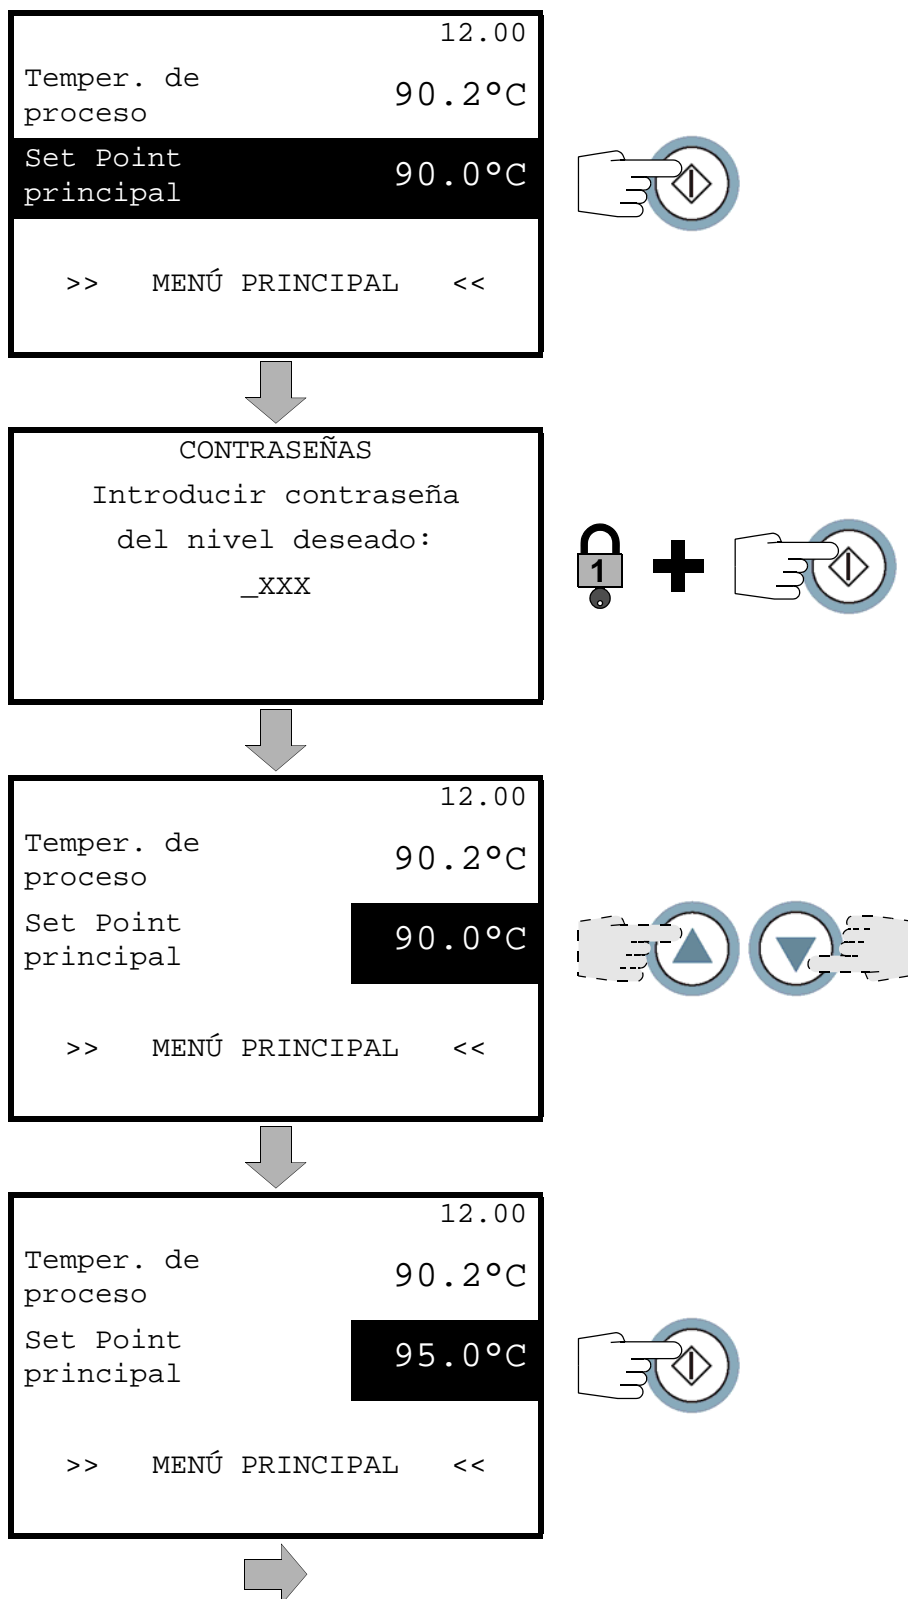 12.00
Temper. de
proceso
90.2°C
Set Point
principal
90.0°C
>> MENÚ PRINCIPAL <<
CONTRASEÑAS
Introducir contraseña
del nivel deseado:
_XXX
1
12.00
Temper. de
proceso
90.2°C
Set Point
principal
90.0°C
>> MENÚ PRINCIPAL <<
12.00
Temper. de
proceso
90.2°C
Set Point
principal
95.0°C
>> MENÚ PRINCIPAL <<